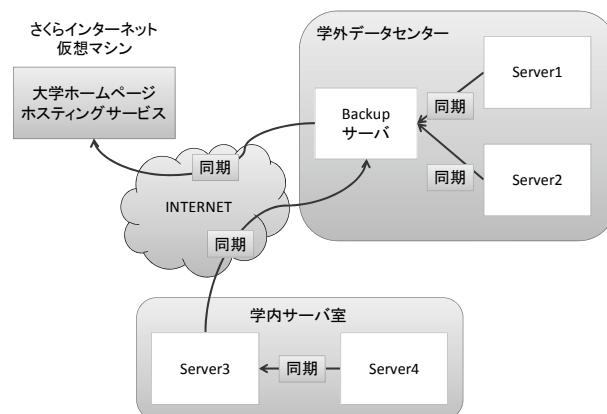 さくらインターネット
仮想マシン
大学ホームページ
ホスティングサービス
学外データセンター
Backup
サーバ
同期
Server1
同期
Server2
同期
INTERNET
同期
学内サーバ室
Server3
同期
Server4